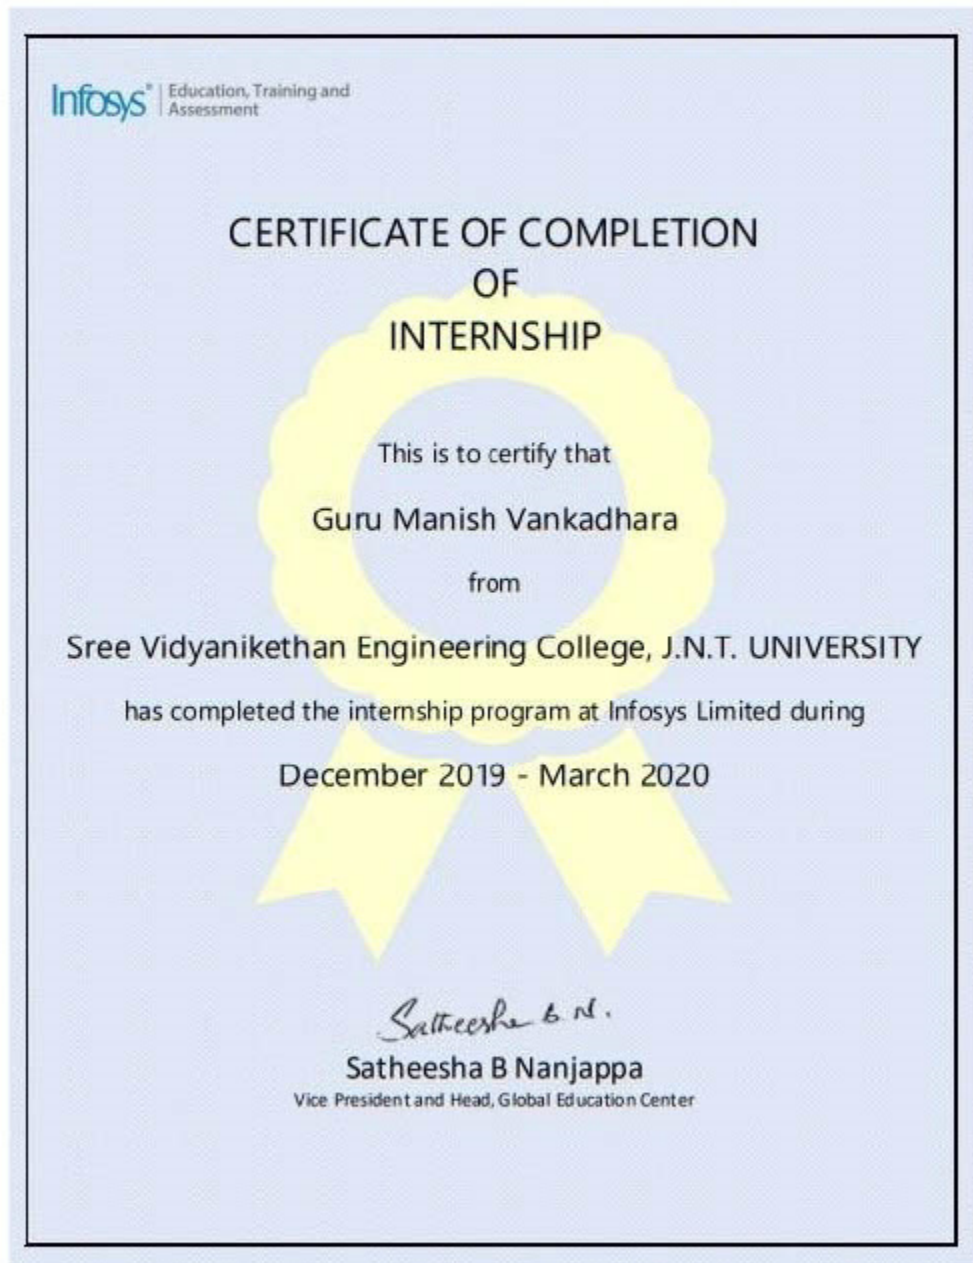 Infosys® | Education, Training and
Assessment
CERTIFICATE OF COMPLETION
OF
INTERNSHIP
This is to certify that
Guru Manish Vankadhara
from
Sree Vidyanikethan Engineering College, J.N.T. UNIVERSITY
has completed the internship program at Infosys Limited during
December 2019 - March 2020
Satheesha B N.
Satheesha B Nanjappa
Vice President and Head, Global Education Center